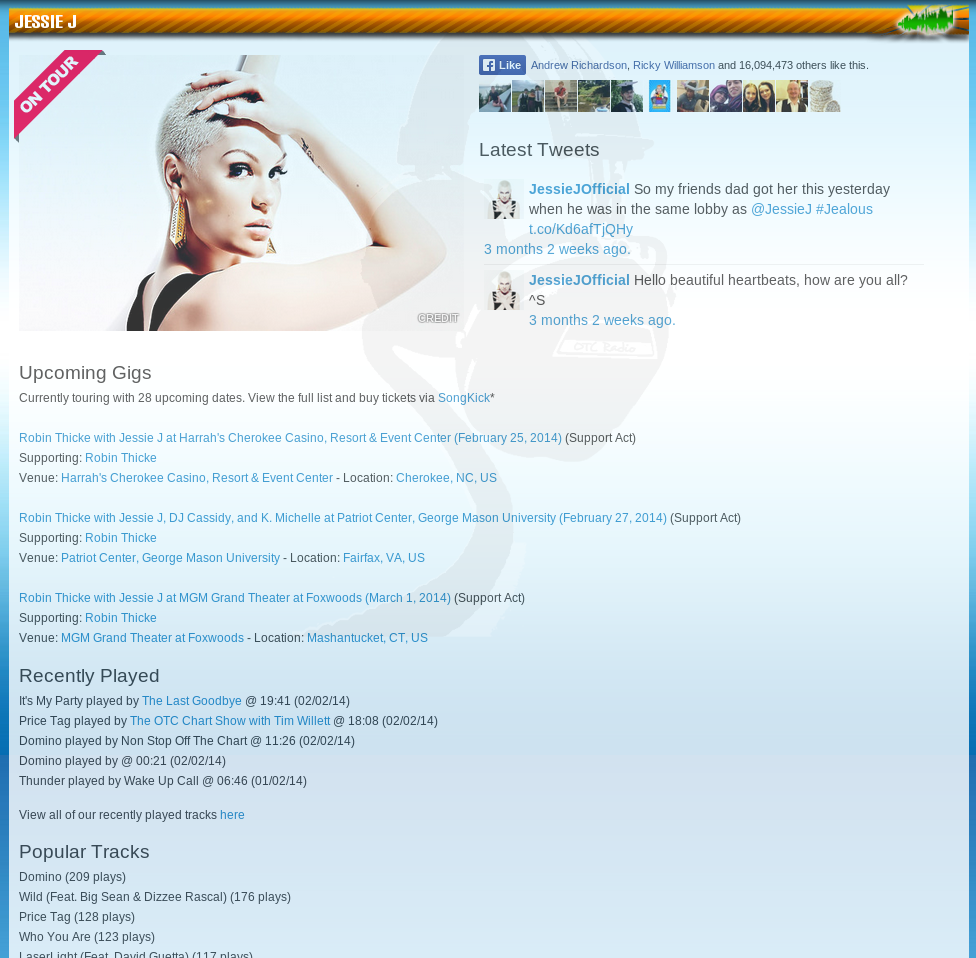 JESSIE J
ON TOUR
CREDIT
Like Andrew Richardson, Ricky Williamson and 16,094,473 others like this.
Latest Tweets
JessieJOfficial So my friends dad got her this yesterday
when he was in the same lobby as @JessieJ #Jealous
t.co/Kd6afTjQHy
3 months 2 weeks ago.
JessieJOfficial Hello beautiful heartbeats, how are you all?
^S
3 months 2 weeks ago.
OTC Radio
Upcoming Gigs
Currently touring with 28 upcoming dates. View the full list and buy tickets via SongKick*
Robin Thicke with Jessie J at Harrah's Cherokee Casino, Resort & Event Center (February 25, 2014) (Support Act)
Supporting: Robin Thicke
Venue: Harrah's Cherokee Casino, Resort & Event Center - Location: Cherokee, NC, US
Robin Thicke with Jessie J, DJ Cassidy, and K. Michelle at Patriot Center, George Mason University (February 27, 2014) (Support Act)
Supporting: Robin Thicke
Venue: Patriot Center, George Mason University - Location: Fairfax, VA, US
Robin Thicke with Jessie J at MGM Grand Theater at Foxwoods (March 1, 2014) (Support Act)
Supporting: Robin Thicke
Venue: MGM Grand Theater at Foxwoods - Location: Mashantucket, CT, US
Recently Played
It's My Party played by The Last Goodbye @ 19:41 (02/02/14)
Price Tag played by The OTC Chart Show with Tim Willett @ 18:08 (02/02/14)
Domino played by Non Stop Off The Chart @ 11:26 (02/02/14)
Domino played by @ 00:21 (02/02/14)
Thunder played by Wake Up Call @ 06:46 (01/02/14)
View all of our recently played tracks here
Popular Tracks
Domino (209 plays)
Wild (Feat. Big Sean & Dizzee Rascal) (176 plays)
Price Tag (128 plays)
Who You Are (123 plays)
LaserLight (Feat. David Guetta) (117 plays)